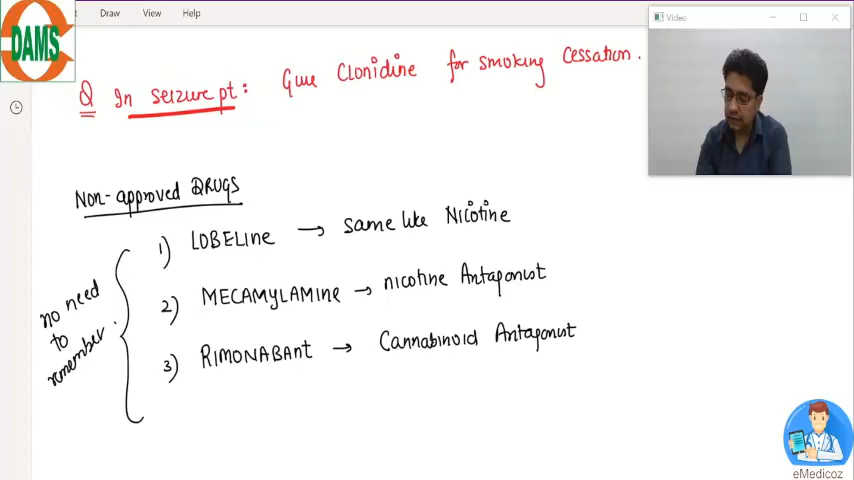 DAMS
Draw View Help
Video
Q In seizure pt: Give Clonidine for smoking Cessation.
Non-approved DRUGS
1) LOBELINE → same like Nicotine
2) MECAMYLAMINE → nicotine Antagonist
3) RIMONABANT → Cannabinoid Antagonist
no need
to
remember.
eMedicoz